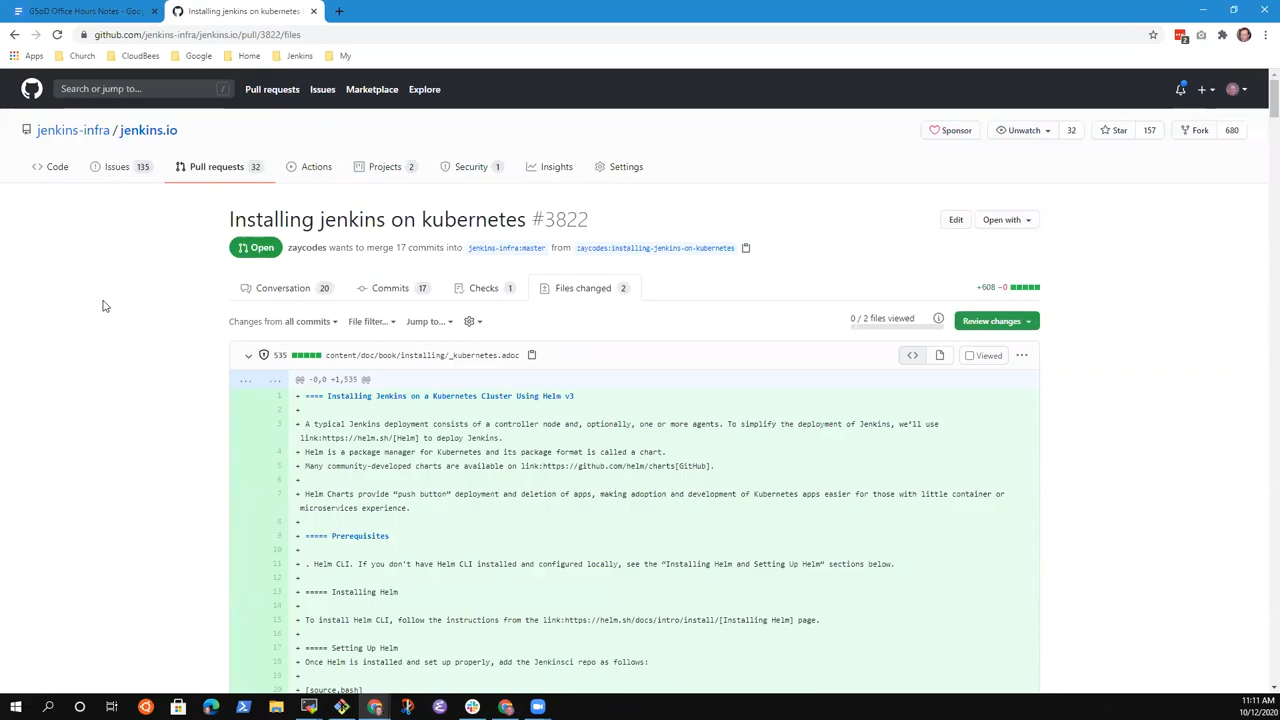 GSoD Office Hours Notes - Goo
Installing jenkins on kubernetes
github.com/jenkins-infra/jenkins.io/pull/3822/files
2
Apps Church CloudBees Google Home Jenkins My
Search or jump to... /
Pull requests Issues Marketplace Explore
jenkins-infra / jenkins.io
Sponsor Unwatch 32 Star 157 Fork 680
Code Issues 135 Pull requests 32 Actions Projects 2 Security 1 Insights Settings
Installing jenkins on kubernetes #3822
Edit Open with
Open zaycodes wants to merge 17 commits into jenkins-infra:master from zaycodes:installing-jenkins-on-kubernetes
Conversation 20 Commits 17 Checks 1 Files changed 2
+608 −0
Changes from all commits File filter... Jump to...
0 / 2 files viewed Review changes
535 content/doc/book/installing/_kubernetes.adoc
Viewed
... ... @@ -0,0 +1,535 @@
1 + ==== Installing Jenkins on a Kubernetes Cluster Using Helm v3
2 +
3 + A typical Jenkins deployment consists of a controller node and, optionally, one or more agents. To simplify the deployment of Jenkins, we’ll use
link:https://helm.sh/[Helm] to deploy Jenkins.
4 + Helm is a package manager for Kubernetes and its package format is called a chart.
5 + Many community-developed charts are available on link:https://github.com/helm/charts[GitHub].
6 +
7 + Helm Charts provide “push button” deployment and deletion of apps, making adoption and development of Kubernetes apps easier for those with little container or
microservices experience.
8 +
9 + ===== Prerequisites
10 +
11 + . Helm CLI. If you don't have Helm CLI installed and configured locally, see the “Installing Helm and Setting Up Helm” sections below.
12 +
13 + ===== Installing Helm
14 +
15 + To install Helm CLI, follow the instructions from the link:https://helm.sh/docs/intro/install/[Installing Helm] page.
16 +
17 + ===== Setting Up Helm
18 + Once Helm is installed and set up properly, add the Jenkinsci repo as follows:
19 +
20 + [source,bash]
11:11 AM
10/12/2020